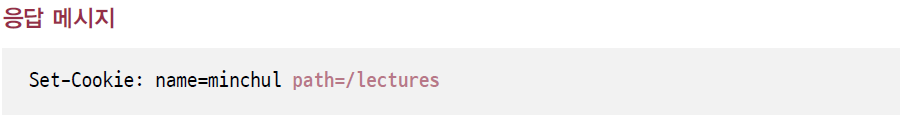 응답 메시지
Set-Cookie: name=minchul path=/lectures